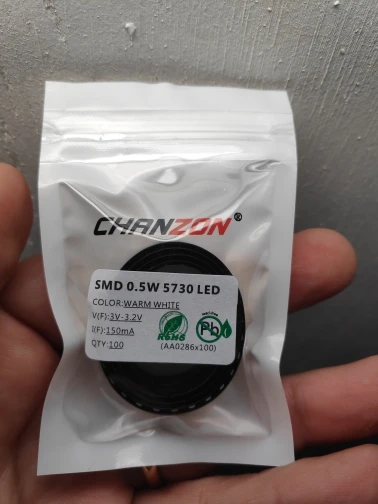 CHANZON®
SMD 0.5W 5730 LED
COLOR:WARM WHITE
V(F):3V-3.2V
I(F):150mA
QTY:100
RoHS
Pb
(AA0286x100)